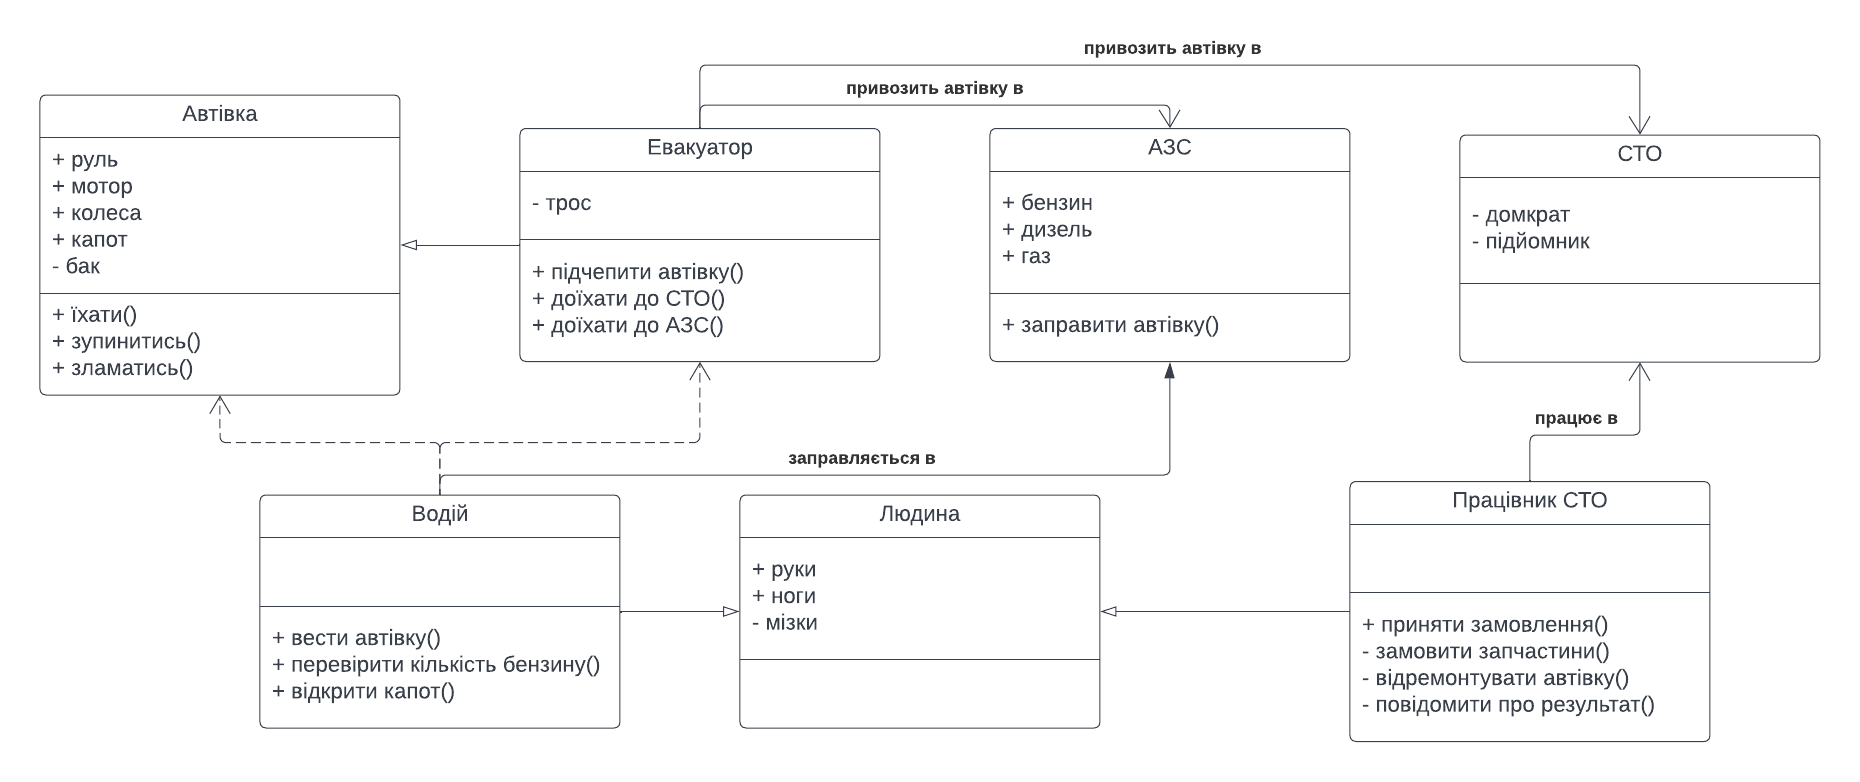 привозить автівку в
привозить автівку в
Автівка
+ руль
+ мотор
+ колеса
+ капот
- бак
+ їхати()
+ зупинитись()
+ зламатись()
Евакуатор
- трос
+ підчепити автівку()
+ доїхати до СТО()
+ доїхати до АЗС()
АЗС
+ бензин
+ дизель
+ газ
+ заправити автівку()
СТО
- домкрат
- підйомник
працює в
заправляється в
Водій
+ вести автівку()
+ перевірити кількість бензину()
+ відкрити капот()
Людина
+ руки
+ ноги
- мізки
Працівник СТО
+ приняти замовлення()
- замовити запчастини()
- відремонтувати автівку()
- повідомити про результат()